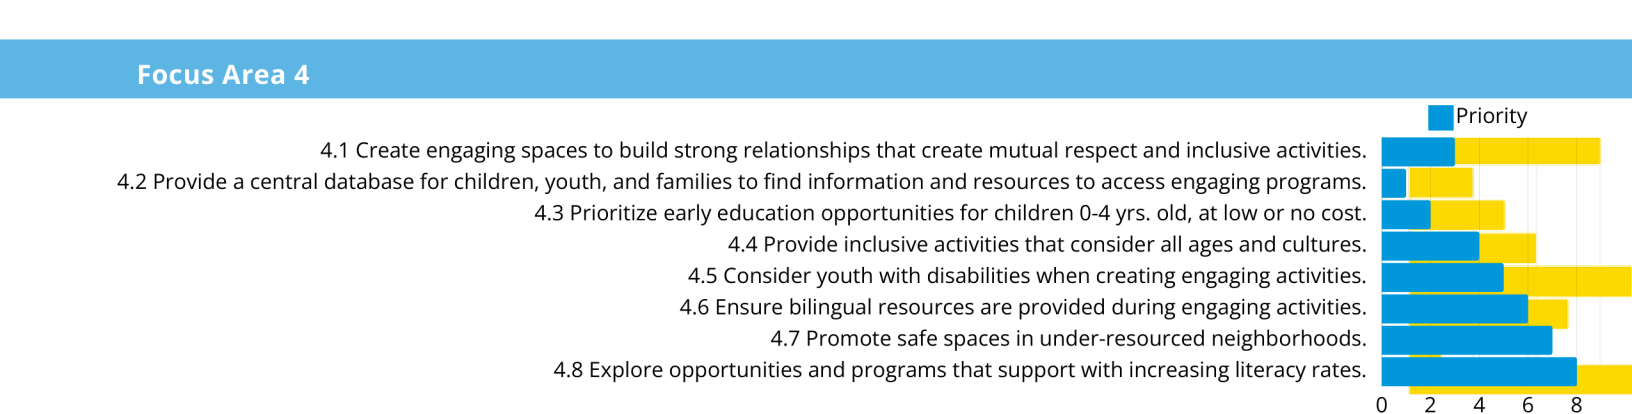 Focus Area 4
Priority
4.1 Create engaging spaces to build strong relationships that create mutual respect and inclusive activities.
4.2 Provide a central database for children, youth, and families to find information and resources to access engaging programs.
4.3 Prioritize early education opportunities for children 0-4 yrs. old, at low or no cost.
4.4 Provide inclusive activities that consider all ages and cultures.
4.5 Consider youth with disabilities when creating engaging activities.
4.6 Ensure bilingual resources are provided during engaging activities.
4.7 Promote safe spaces in under-resourced neighborhoods.
4.8 Explore opportunities and programs that support with increasing literacy rates.
0 2 4 6 8